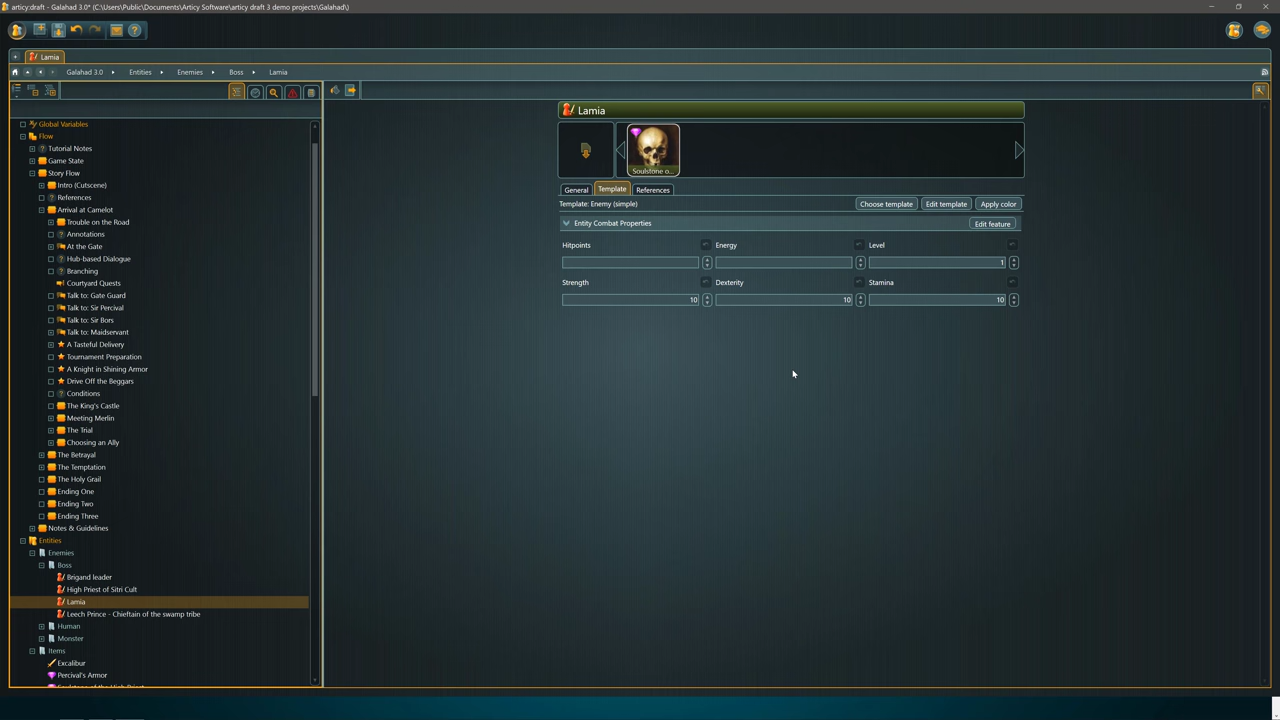 articy:draft - Galahad 3.0* (C:\Users\Public\Documents\Articy Software\articy draft 3 demo projects\Galahad\)
Lamia
Galahad 3.0 Entities Enemies Boss Lamia
Global Variables
Flow
Tutorial Notes
Game State
Story Flow
Intro (Cutscene)
References
Arrival at Camelot
Trouble on the Road
Annotations
At the Gate
Hub-based Dialogue
Branching
Courtyard Quests
Talk to: Gate Guard
Talk to: Sir Percival
Talk to: Sir Bors
Talk to: Maidservant
A Tasteful Delivery
Tournament Preparation
A Knight in Shining Armor
Drive Off the Beggars
Conditions
The King's Castle
Meeting Merlin
The Trial
Choosing an Ally
The Betrayal
The Temptation
The Holy Grail
Ending One
Ending Two
Ending Three
Notes & Guidelines
Entities
Enemies
Boss
Brigand leader
High Priest of Sitri Cult
Lamia
Leech Prince - Chieftain of the swamp tribe
Human
Monster
Items
Excalibur
Percival's Armor
Lamia
Soulstone o...
General Template References
Template: Enemy (simple) Choose template Edit template Apply color
Entity Combat Properties Edit feature
Hitpoints Energy Level
1
Strength Dexterity Stamina
10 10 10